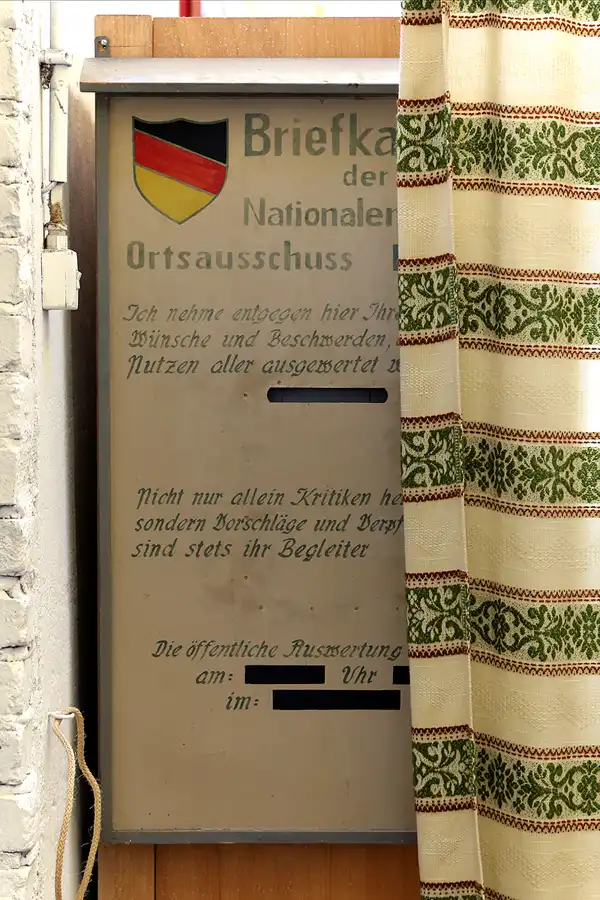 Briefka
der
Nationalen
Ortsausschuss
Ich nehme entgegen hier Ihre
Wünsche und Beschwerden,
Nutzen aller ausgewertet w
Nicht nur allein Kritiken he
sondern Vorschläge und Verpf
sind stets ihr Begleiter
Die öffentliche Auswertung
am: Uhr
im: